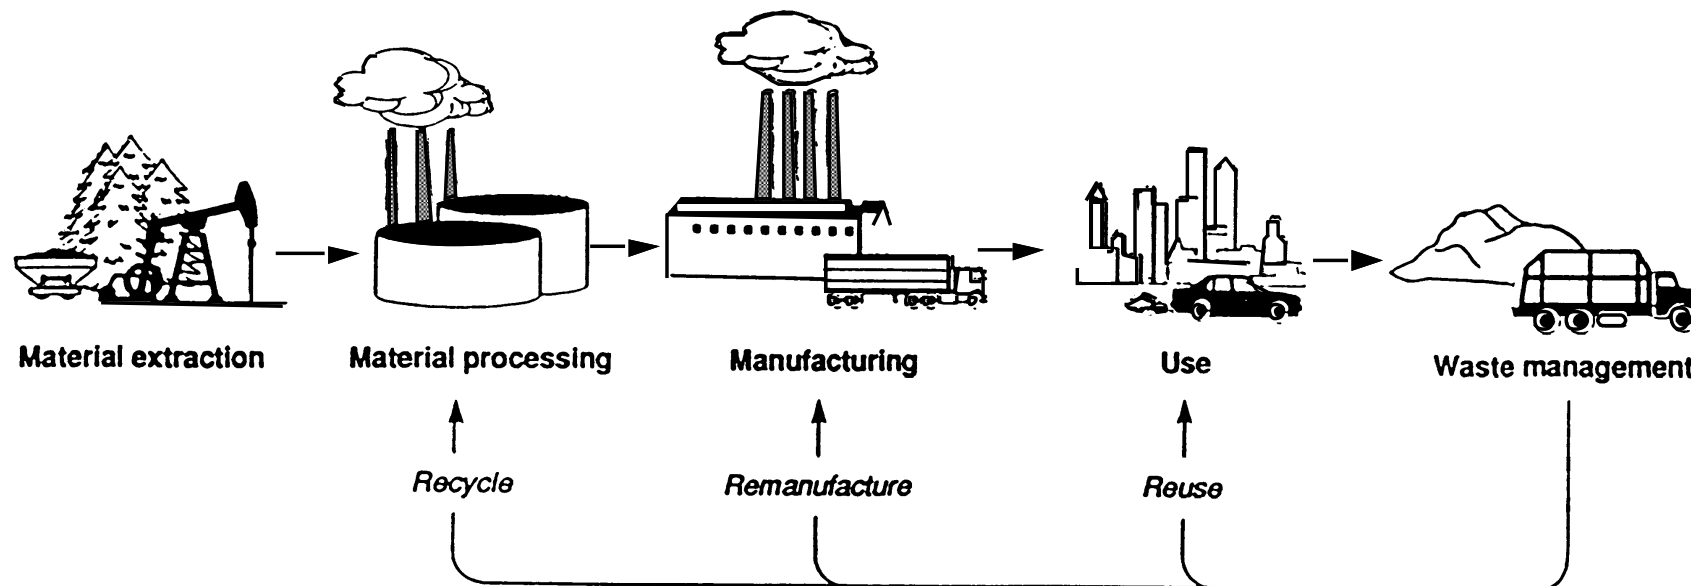 Material extraction
Material processing
Manufacturing
Use
Waste management
Recycle
Remanufacture
Reuse